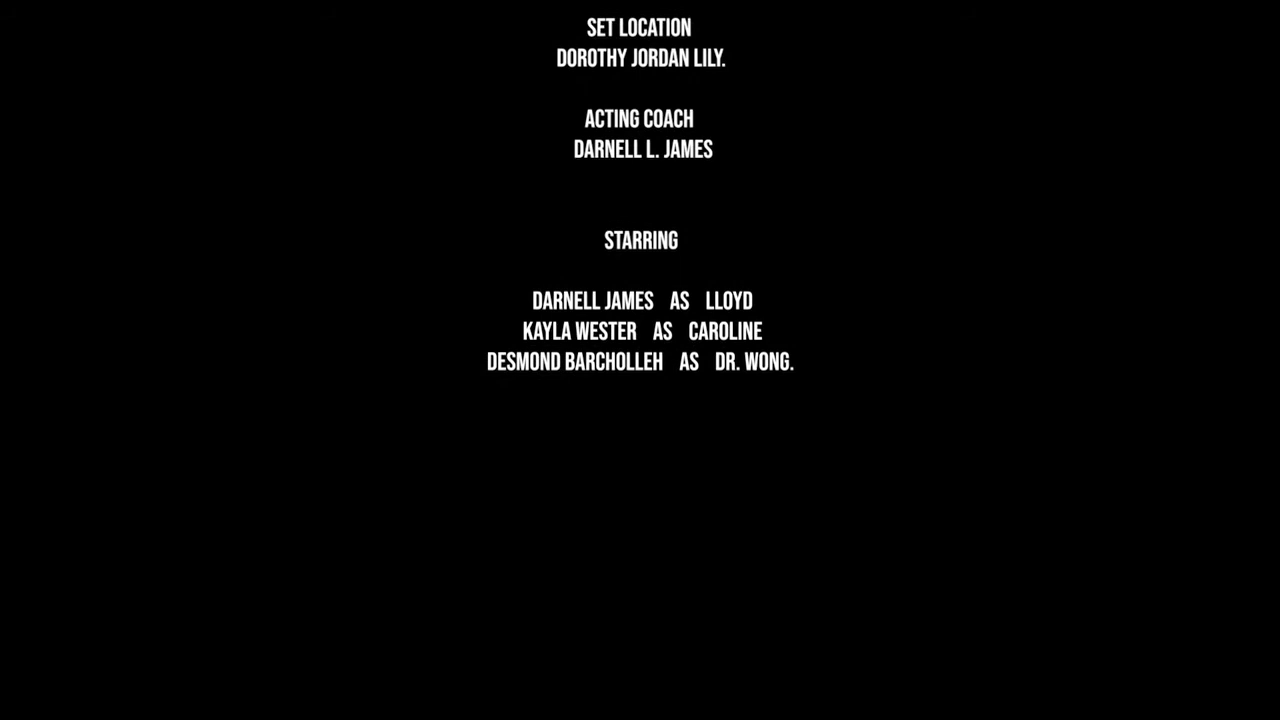 SET LOCATION
DOROTHY JORDAN LILY.
ACTING COACH
DARNELL L. JAMES
STARRING
DARNELL JAMES AS LLOYD
KAYLA WESTER AS CAROLINE
DESMOND BARCHOLLEH AS DR. WONG.